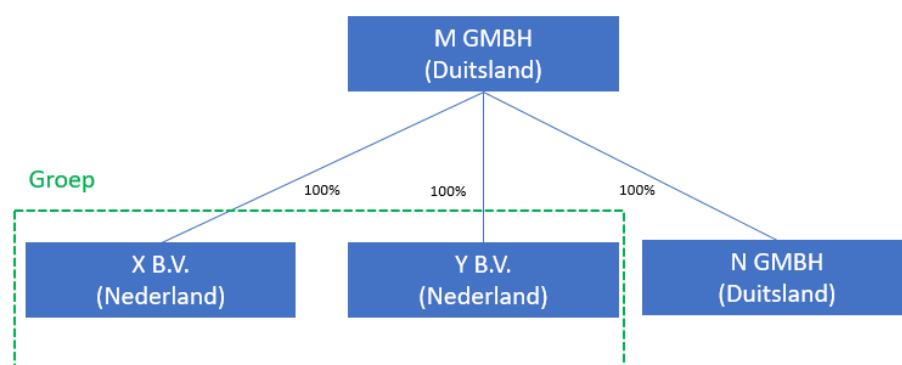 M GMBH
(Duitsland)
Groep
100%
100%
100%
X B.V.
(Nederland)
Y B.V.
(Nederland)
N GMBH
(Duitsland)